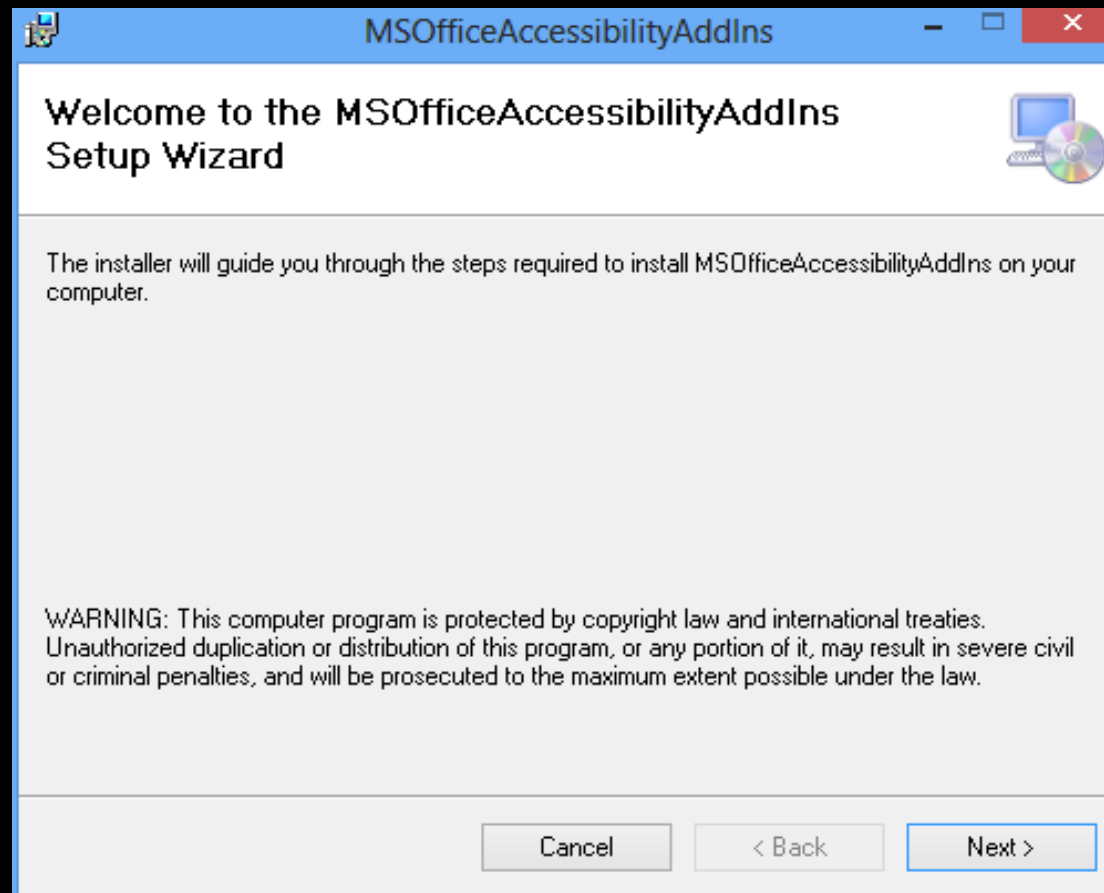 MSOfficeAccessibilityAddIns
Welcome to the MSOfficeAccessibilityAddIns
Setup Wizard
The installer will guide you through the steps required to install MSOfficeAccessibilityAddIns on your
computer.
WARNING: This computer program is protected by copyright law and international treaties.
Unauthorized duplication or distribution of this program, or any portion of it, may result in severe civil
or criminal penalties, and will be prosecuted to the maximum extent possible under the law.
Cancel
< Back
Next >